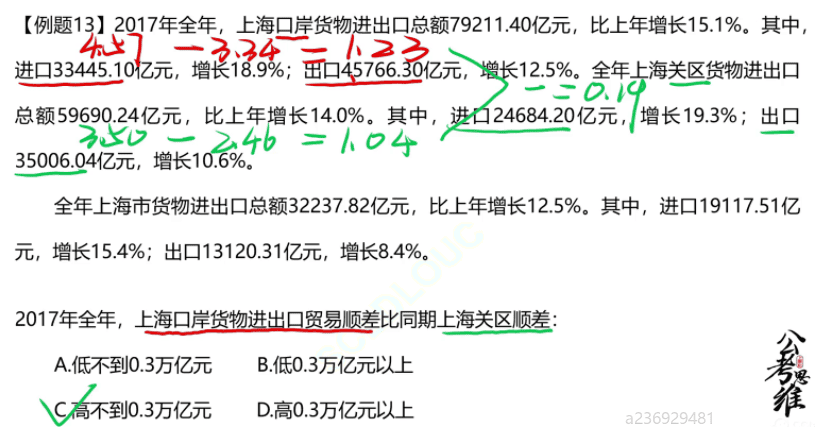 【例题13】2017年全年，上海口岸货物进出口总额79211.40亿元，比上年增长15.1%。其中，
4.57 - 3.34 = 1.23
进口33445.10亿元，增长18.9%；出口45766.30亿元，增长12.5%。全年上海关区货物进出口
- = 0.19
总额59690.24亿元，比上年增长14.0%。其中，进口24684.20亿元，增长19.3%；出口
3.50 - 2.46 = 1.04
35006.04亿元，增长10.6%。
全年上海市货物进出口总额32237.82亿元，比上年增长12.5%。其中，进口19117.51亿
元，增长15.4%；出口13120.31亿元，增长8.4%。
2017年全年，上海口岸货物进出口贸易顺差比同期上海关区顺差：
A.低不到0.3万亿元 B.低0.3万亿元以上
C.高不到0.3万亿元 D.高0.3万亿元以上
公考思维
a236929481